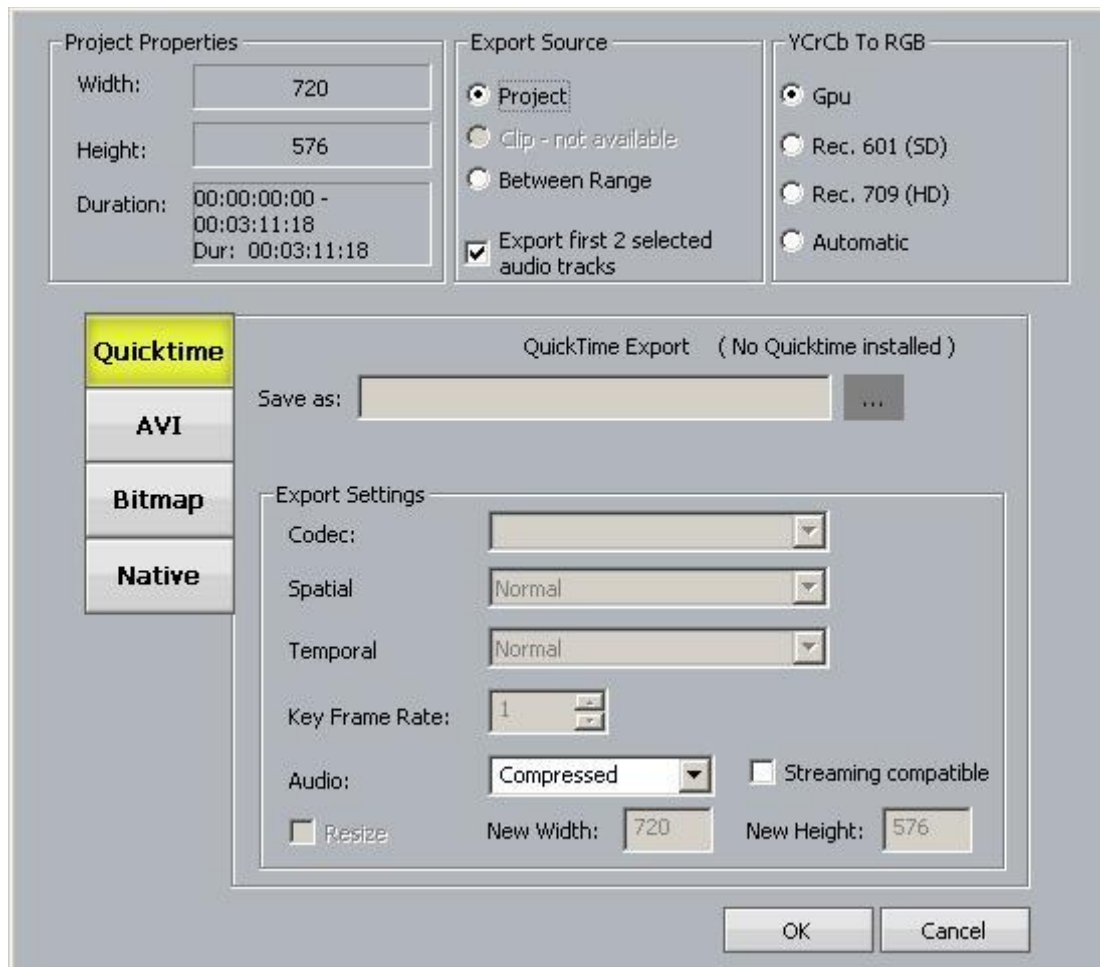 Project Properties
Width:
720
Height:
576
Duration:
00:00:00:00 -
00:03:11:18
Dur: 00:03:11:18
Export Source
Project
Clip - not available
Between Range
Export first 2 selected
audio tracks
YCrCb To RGB
Gpu
Rec. 601 (SD)
Rec. 709 (HD)
Automatic
Quicktime
AVI
Bitmap
Native
QuickTime Export ( No Quicktime installed )
Save as:
...
Export Settings
Codec:
Spatial
Normal
Temporal
Normal
Key Frame Rate:
1
Audio:
Compressed
Streaming compatible
Resize
New Width:
720
New Height:
576
OK
Cancel